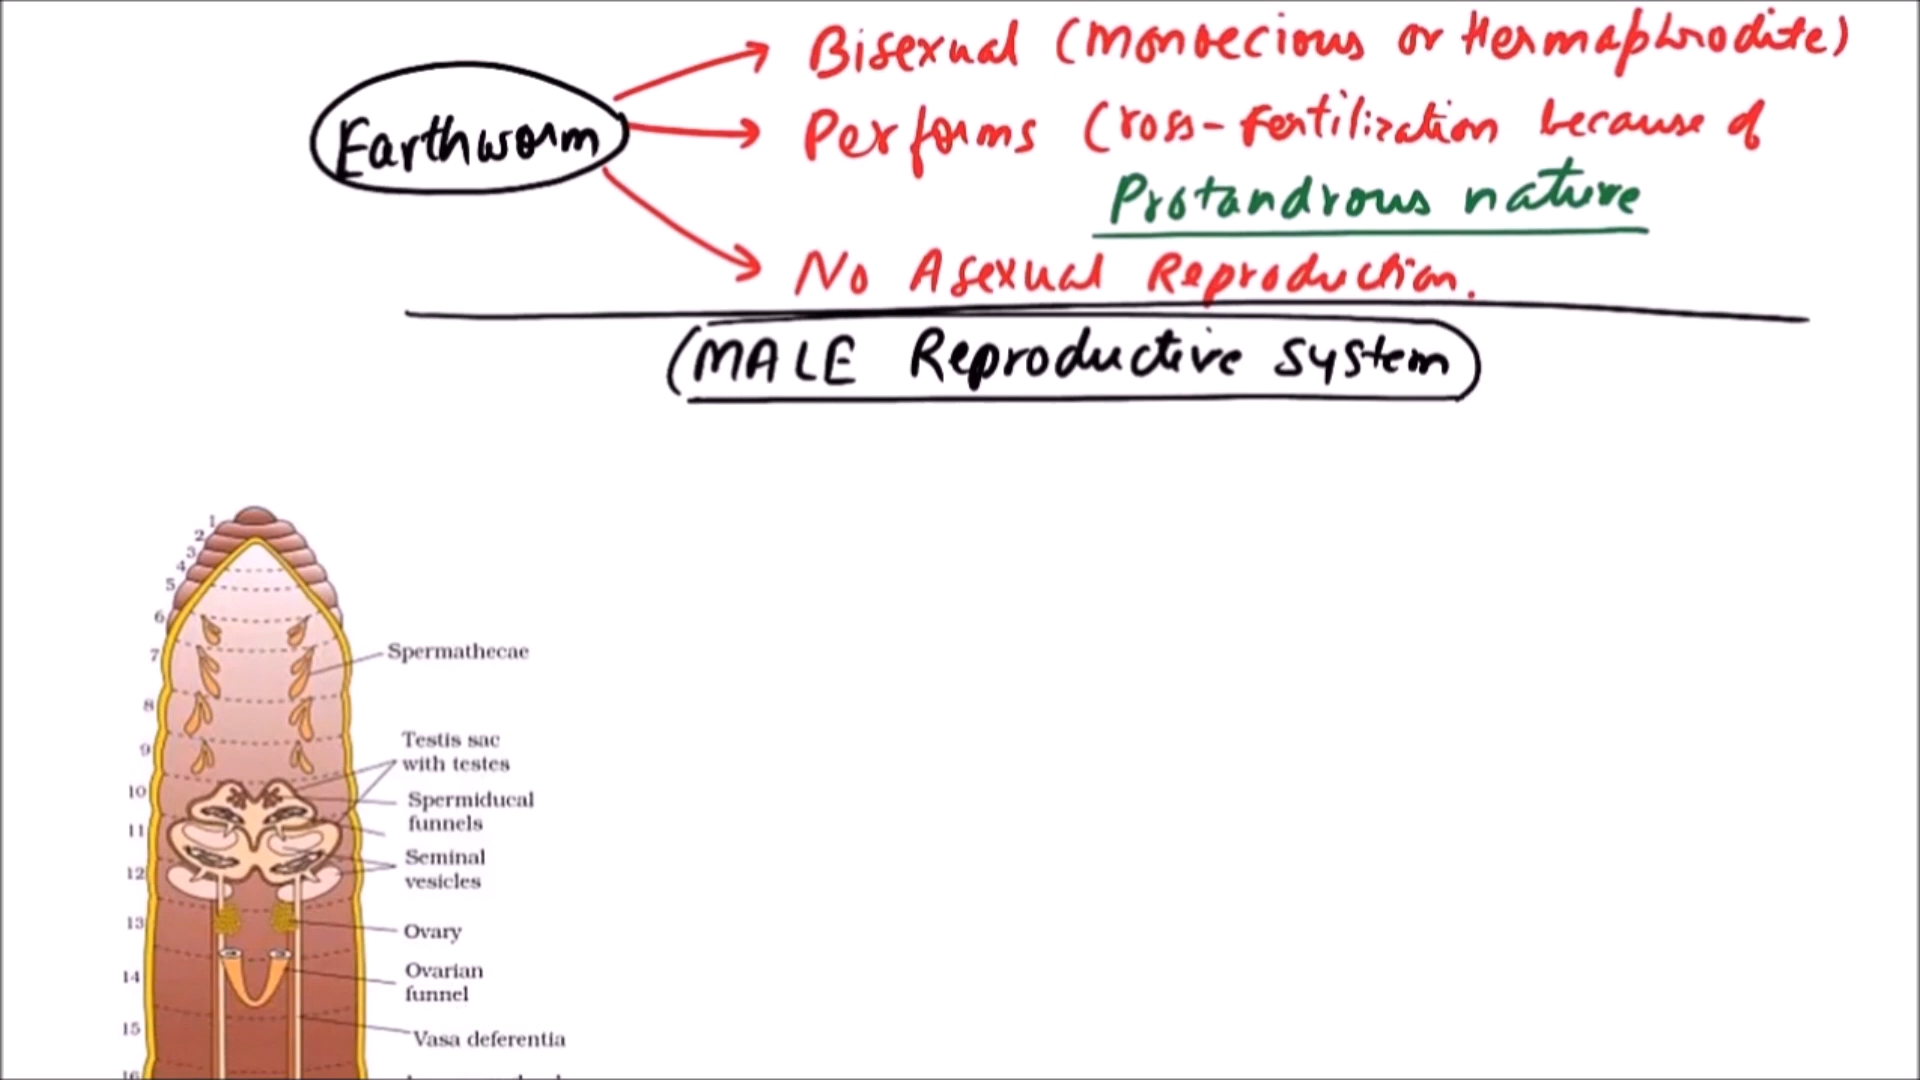 Bisexual (Monoecious or Hermaphrodite)
Earthworm
Performs Cross-Fertilization because of
Protandrous nature
No Asexual Reproduction.
(MALE Reproductive system)
1
2
3
4
5
6
7
Spermathecae
8
9
Testis sac
with testes
10
Spermiducal
funnels
11
Seminal
vesicles
12
13
Ovary
14
Ovarian
funnel
15
Vasa deferentia
16